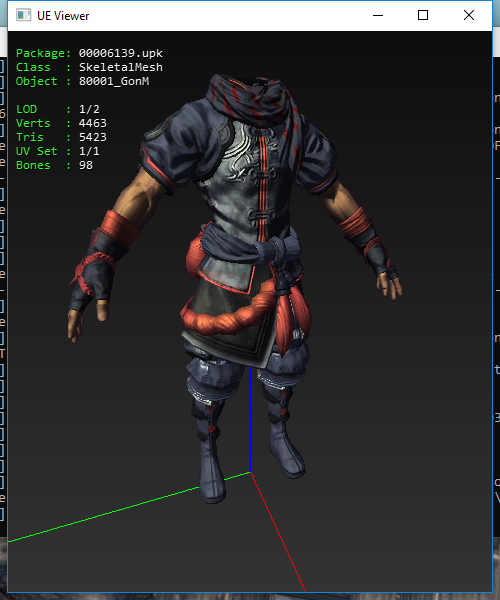 UE Viewer
Package: 00006139.upk
Class : SkeletalMesh
Object : 80001_GonM
LOD : 1/2
Verts : 4463
Tris : 5423
UV Set : 1/1
Bones : 98